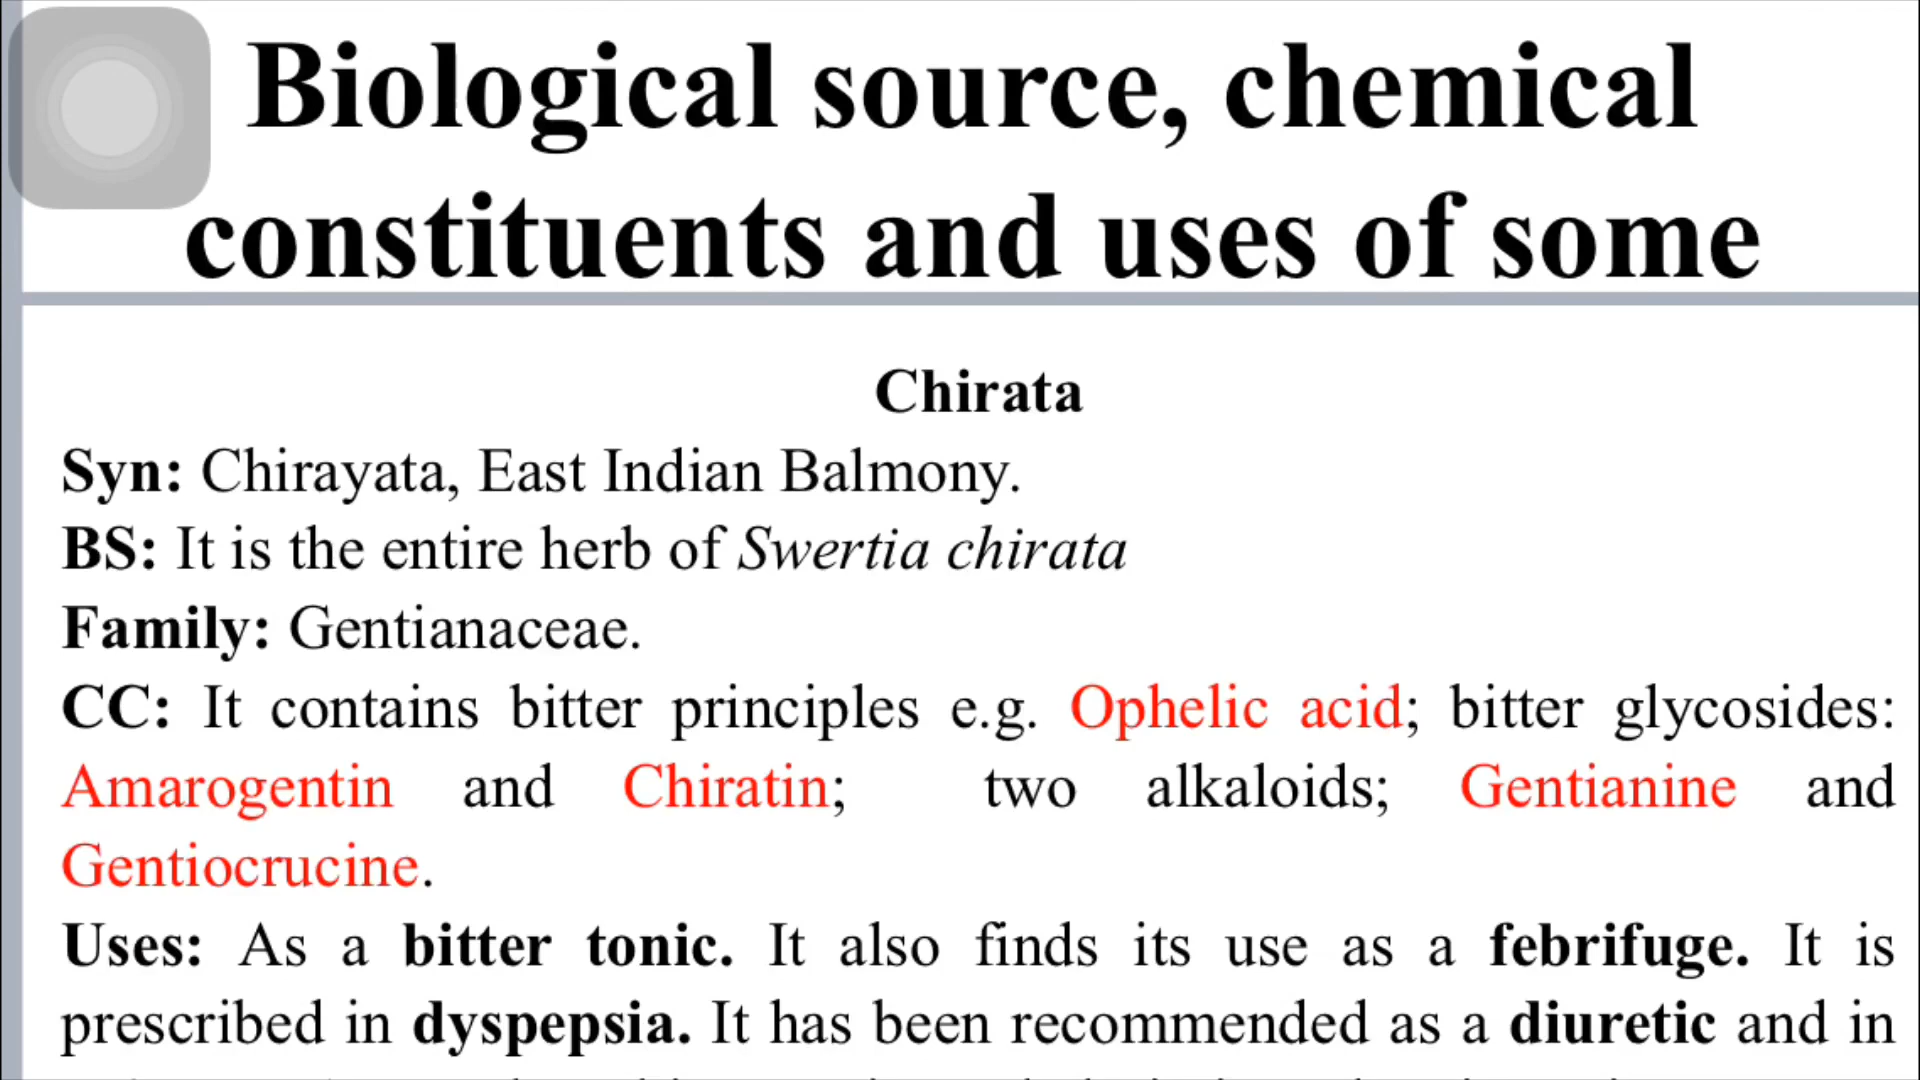 Biological source, chemical
constituents and uses of some
Chirata
Syn: Chirayata, East Indian Balmony.
BS: It is the entire herb of Swertia chirata
Family: Gentianaceae.
CC: It contains bitter principles e.g. Ophelic acid; bitter glycosides:
Amarogentin and Chiratin; two alkaloids; Gentianine and
Gentiocrucine.
Uses: As a bitter tonic. It also finds its use as a febrifuge. It is
prescribed in dyspepsia. It has been recommended as a diuretic and in